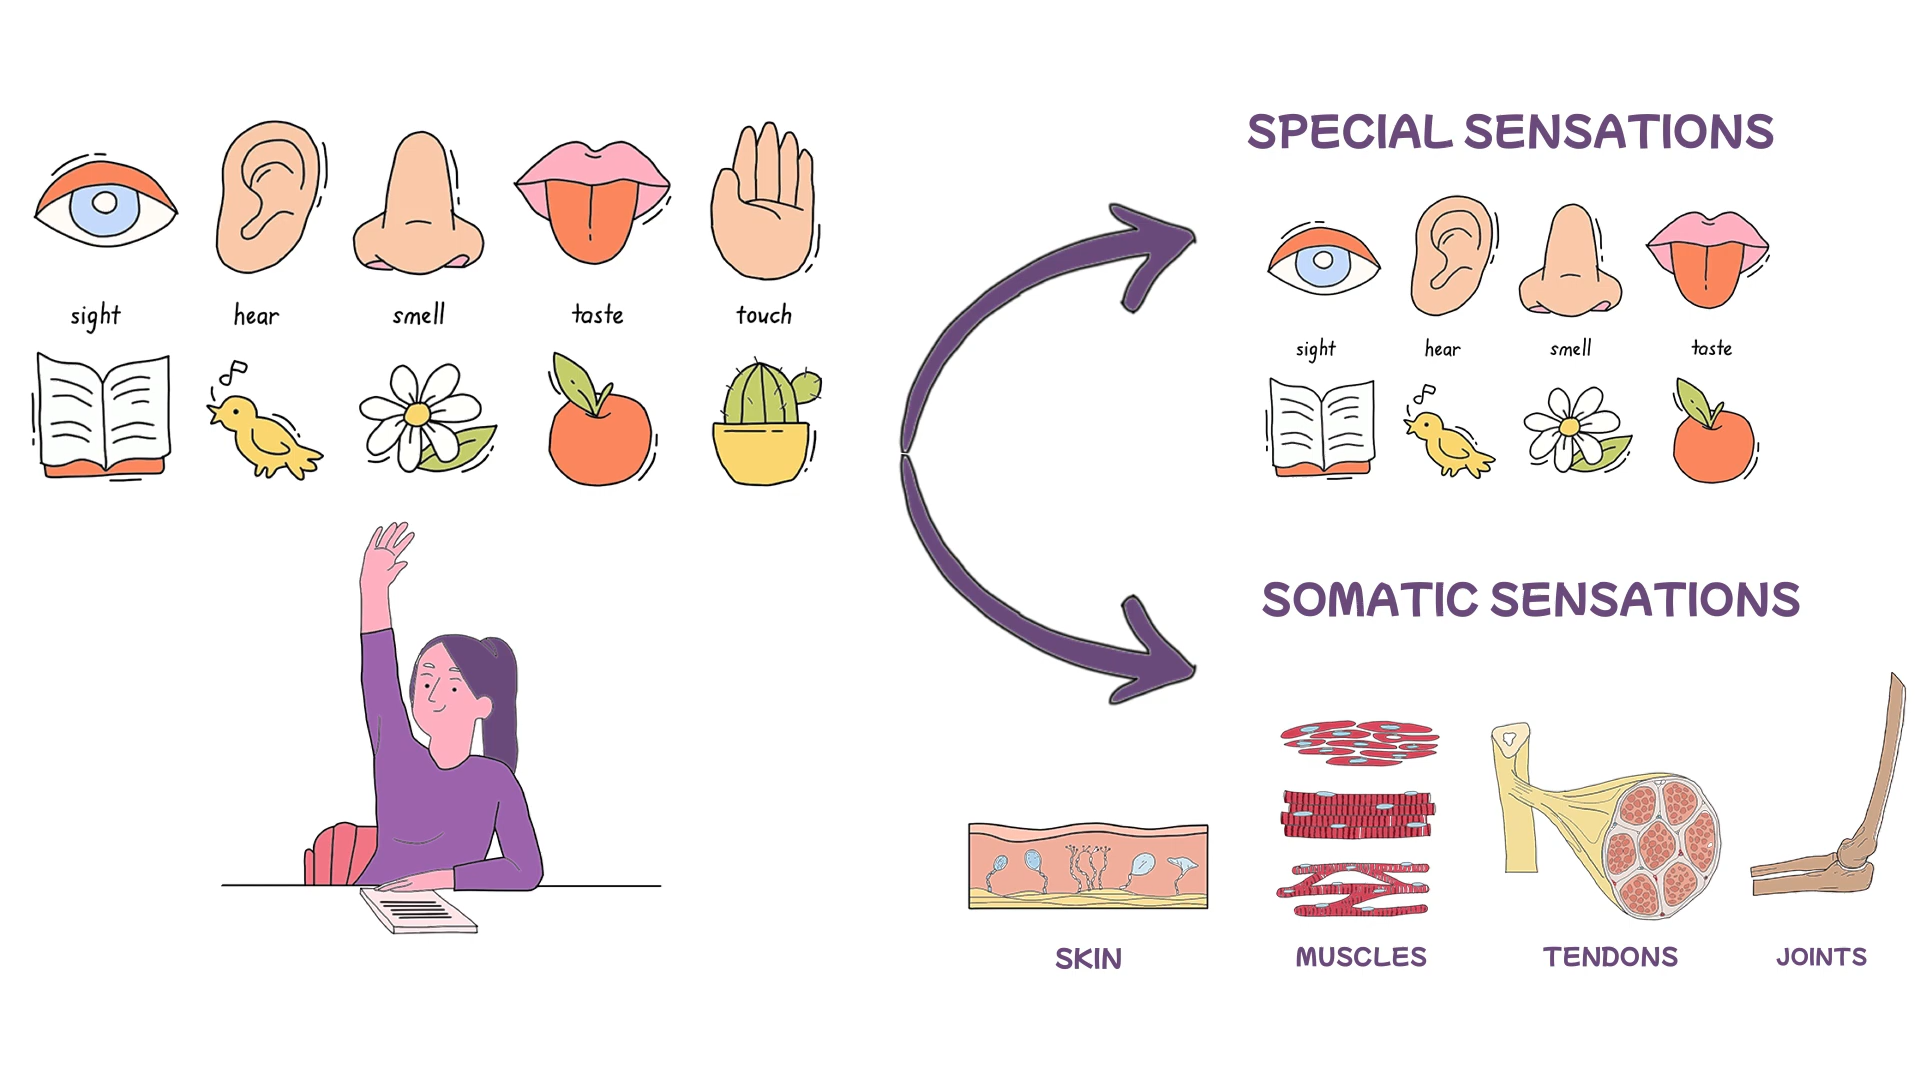 sight hear smell taste touch
SPECIAL SENSATIONS
sight hear smell taste
SOMATIC SENSATIONS
SKIN MUSCLES TENDONS JOINTS